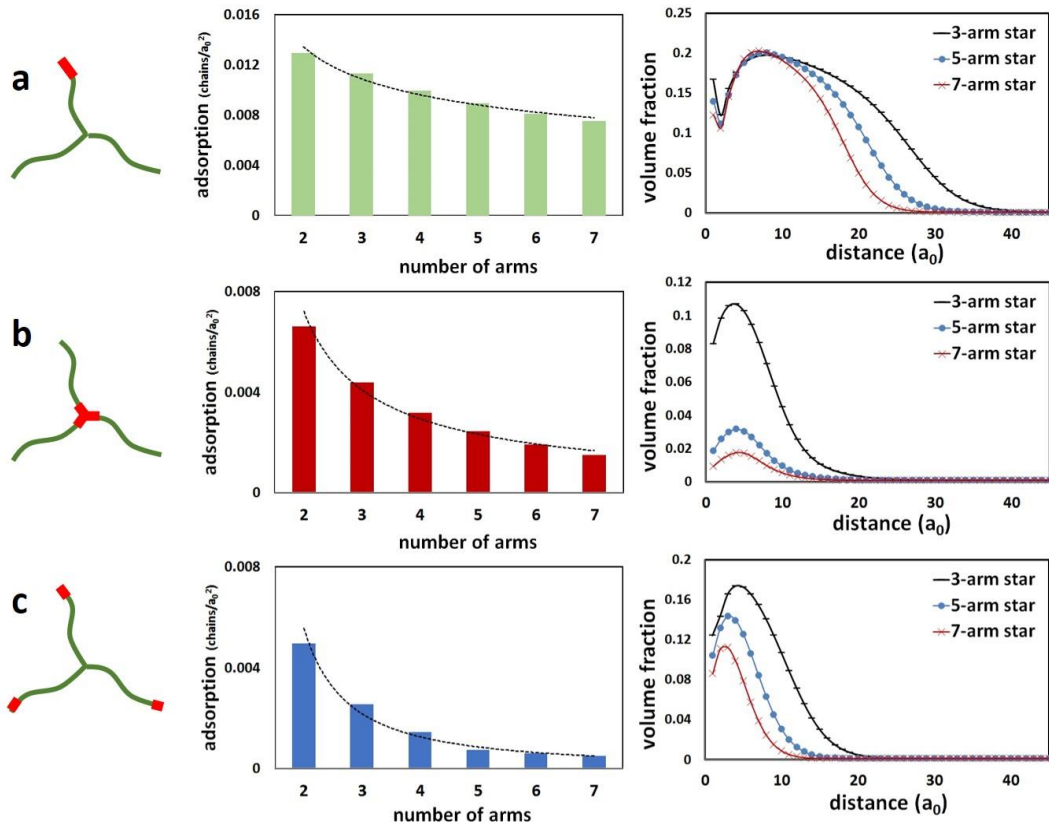 a
adsorption (chains/a₀²)
0.016
0.012
0.008
0.004
0
2 3 4 5 6 7
number of arms
volume fraction
0.25
0.2
0.15
0.1
0.05
0
0 10 20 30 40
distance (a₀)
3-arm star
5-arm star
7-arm star
b
adsorption (chains/a₀²)
0.008
0.004
0
2 3 4 5 6 7
number of arms
volume fraction
0.12
0.1
0.08
0.06
0.04
0.02
0
0 10 20 30 40
distance (a₀)
3-arm star
5-arm star
7-arm star
c
adsorption (chains/a₀²)
0.008
0.004
0
2 3 4 5 6 7
number of arms
volume fraction
0.2
0.16
0.12
0.08
0.04
0
0 10 20 30 40
distance (a₀)
3-arm star
5-arm star
7-arm star